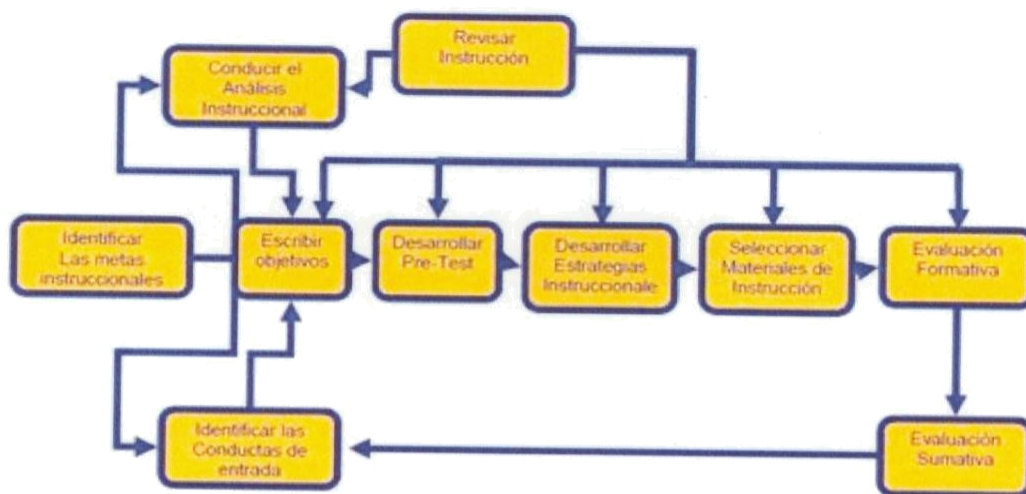 Revisar
Instrucción
Conducir el
Análisis
Instruccional
Identificar
Las metas
instruccionales
Escribir
objetivos
Desarrollar
Pre-Test
Desarrollar
Estrategias
Instruccionale
Seleccionar
Materiales de
Instrucción
Evaluación
Formativa
Identificar las
Conductas de
entrada
Evaluación
Sumativa